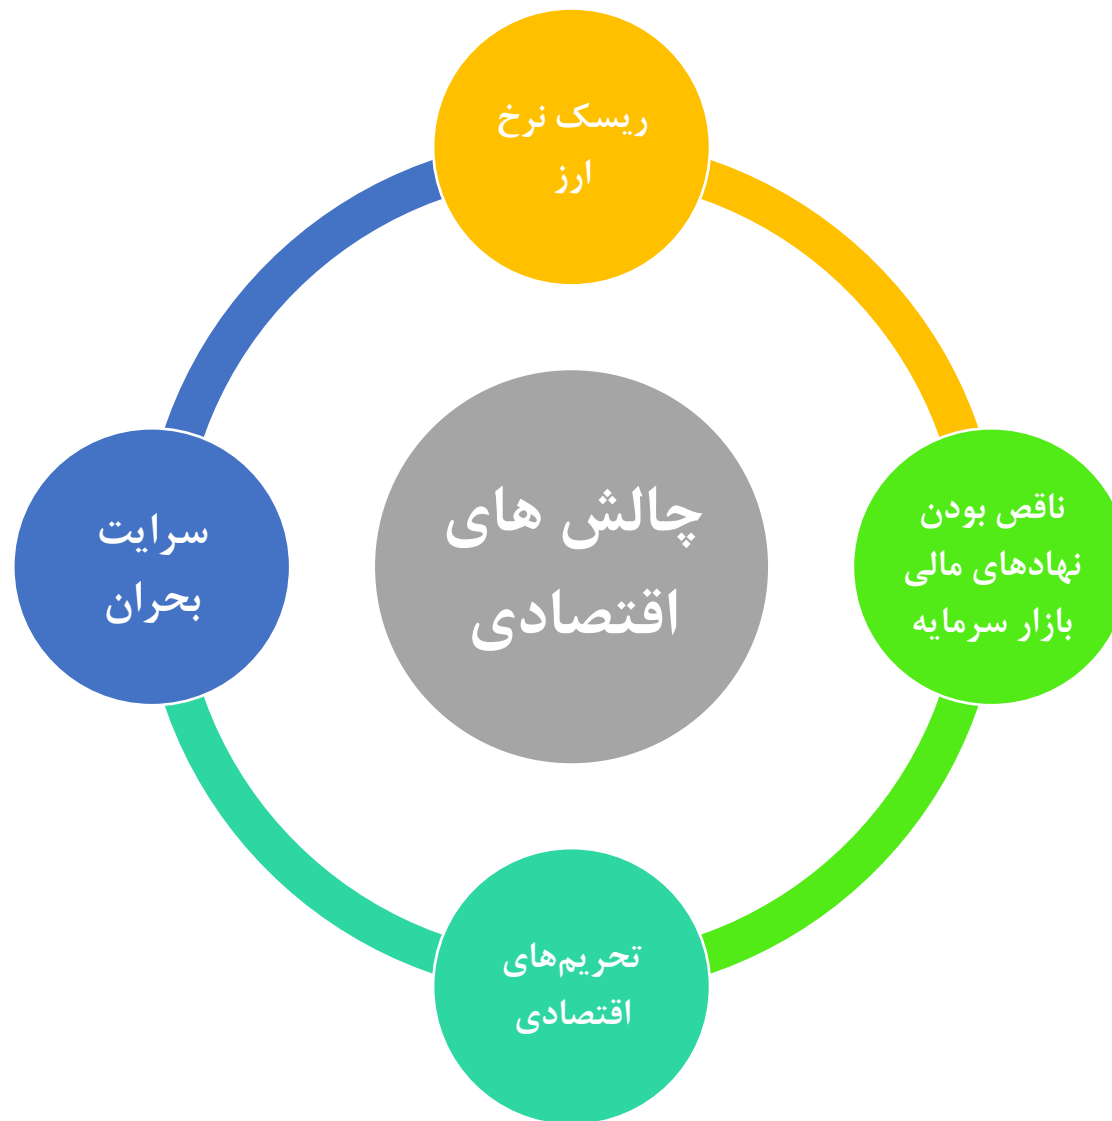 ریسک نرخ
ارز
ناقص بودن
نهادهای مالی
بازار سرمایه
تحریم‌های
اقتصادی
سرایت
بحران
چالش های
اقتصادی